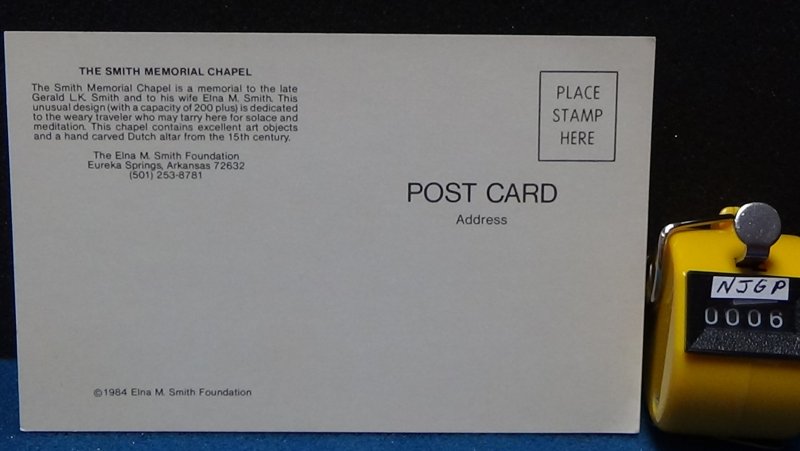 THE SMITH MEMORIAL CHAPEL
The Smith Memorial Chapel is a memorial to the late
Gerald L.K. Smith and to his wife Elna M. Smith. This
unusual design (with a capacity of 200 plus) is dedicated
to the weary traveler who may tarry here for solace and
meditation. This chapel contains excellent art objects
and a hand carved Dutch altar from the 15th century.
The Elna M. Smith Foundation
Eureka Springs, Arkansas 72632
(501) 253-8781
PLACE
STAMP
HERE
POST CARD
Address
©1984 Elna M. Smith Foundation
NJGP
0006